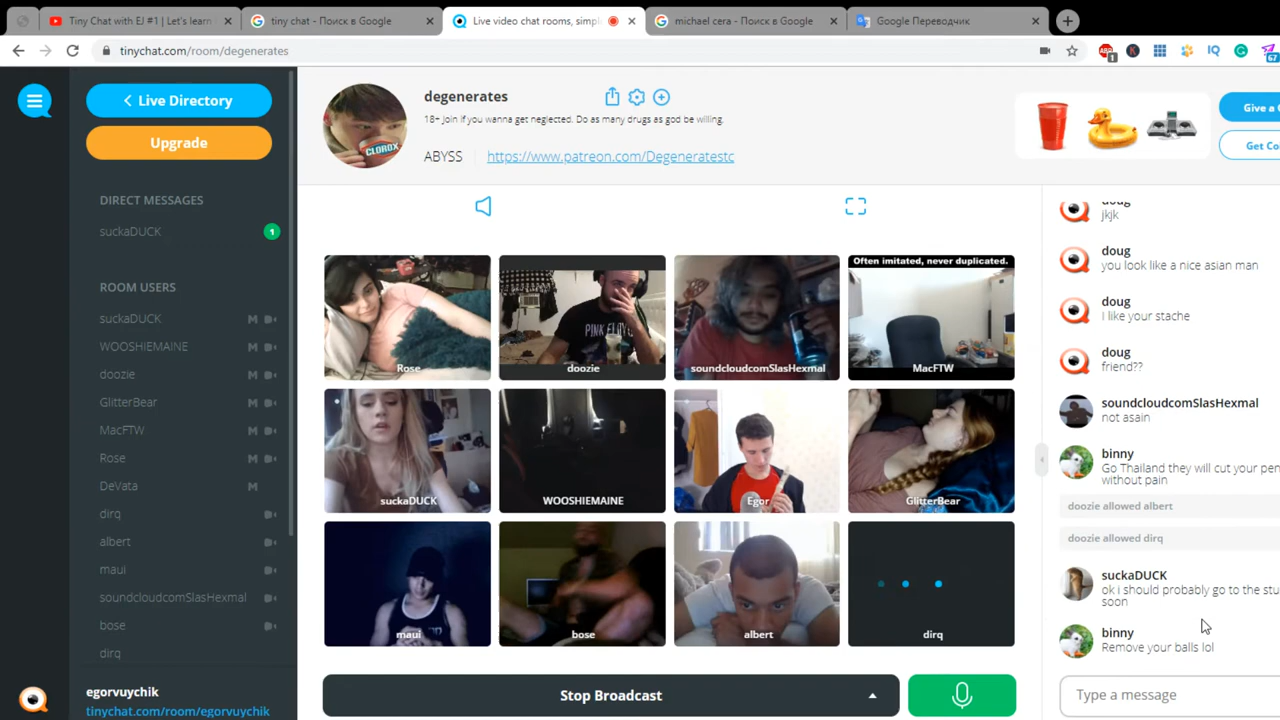 Tiny Chat with EJ #1 | Let's learn
tiny chat - Поиск в Google
Live video chat rooms, simpl
michael cera - Поиск в Google
Google Переводчик
tinychat.com/room/degenerates
ABP
1
K
IQ
67
Live Directory
Upgrade
DIRECT MESSAGES
suckaDUCK
1
ROOM USERS
suckaDUCK M
WOOSHIEMAINE M
doozie M
GlitterBear M
MacFTW M
Rose M
DeVata M
dirq
albert
maui
soundcloudcomSlasHexmal
bose
dirq
egorvuychik
tinychat.com/room/egorvuychik
CLOROX
degenerates
18+ Join if you wanna get neglected. Do as many drugs as god be willing.
ABYSS
https://www.patreon.com/Degeneratestc
Give a G
Get Co
Rose
PINK FLOYD
doozie
soundcloudcomSlasHexmal
Often imitated, never duplicated.
MacFTW
suckaDUCK
WOOSHIEMAINE
Egor
GlitterBear
maui
bose
albert
dirq
Stop Broadcast
doug
jkjk
doug
you look like a nice asian man
doug
I like your stache
doug
friend??
soundcloudcomSlasHexmal
not asain
binny
Go Thailand they will cut your pen
without pain
doozie allowed albert
doozie allowed dirq
suckaDUCK
ok i should probably go to the stu
soon
binny
Remove your balls lol
Type a message